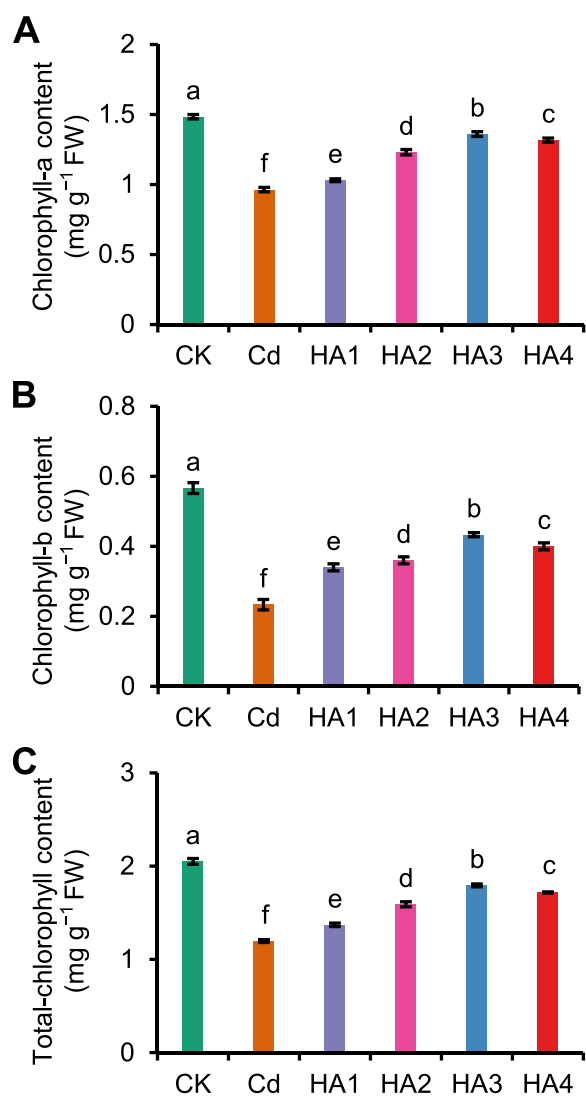 A
Chlorophyll-a content
(mg g⁻¹ FW)
2
1.5
1
0.5
0
a
f
e
d
b
c
CK Cd HA1 HA2 HA3 HA4
B
Chlorophyll-b content
(mg g⁻¹ FW)
0.8
0.6
0.4
0.2
0
a
f
e
d
b
c
CK Cd HA1 HA2 HA3 HA4
C
Total-chlorophyll content
(mg g⁻¹ FW)
3
2
1
0
a
f
e
d
b
c
CK Cd HA1 HA2 HA3 HA4